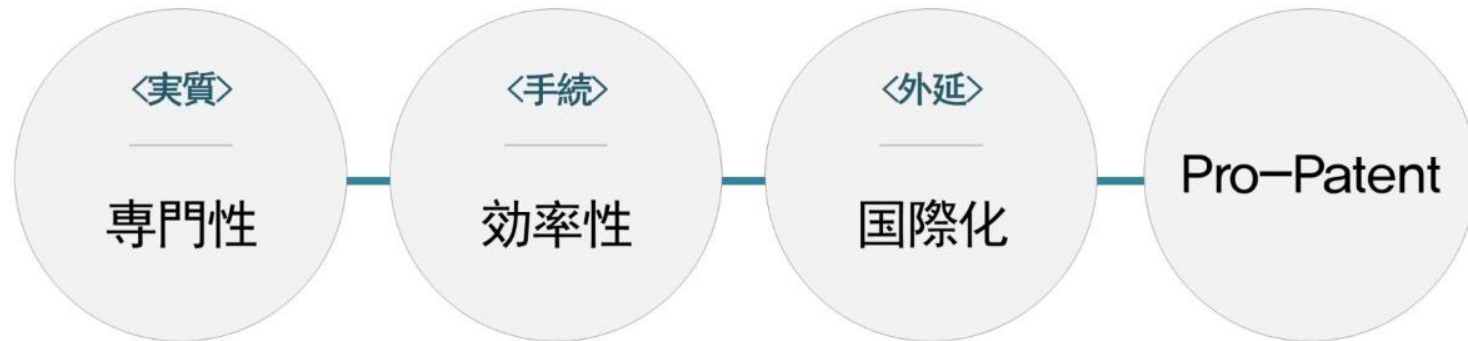 <実質>
専門性
<手続>
効率性
<外延>
国際化
Pro-Patent